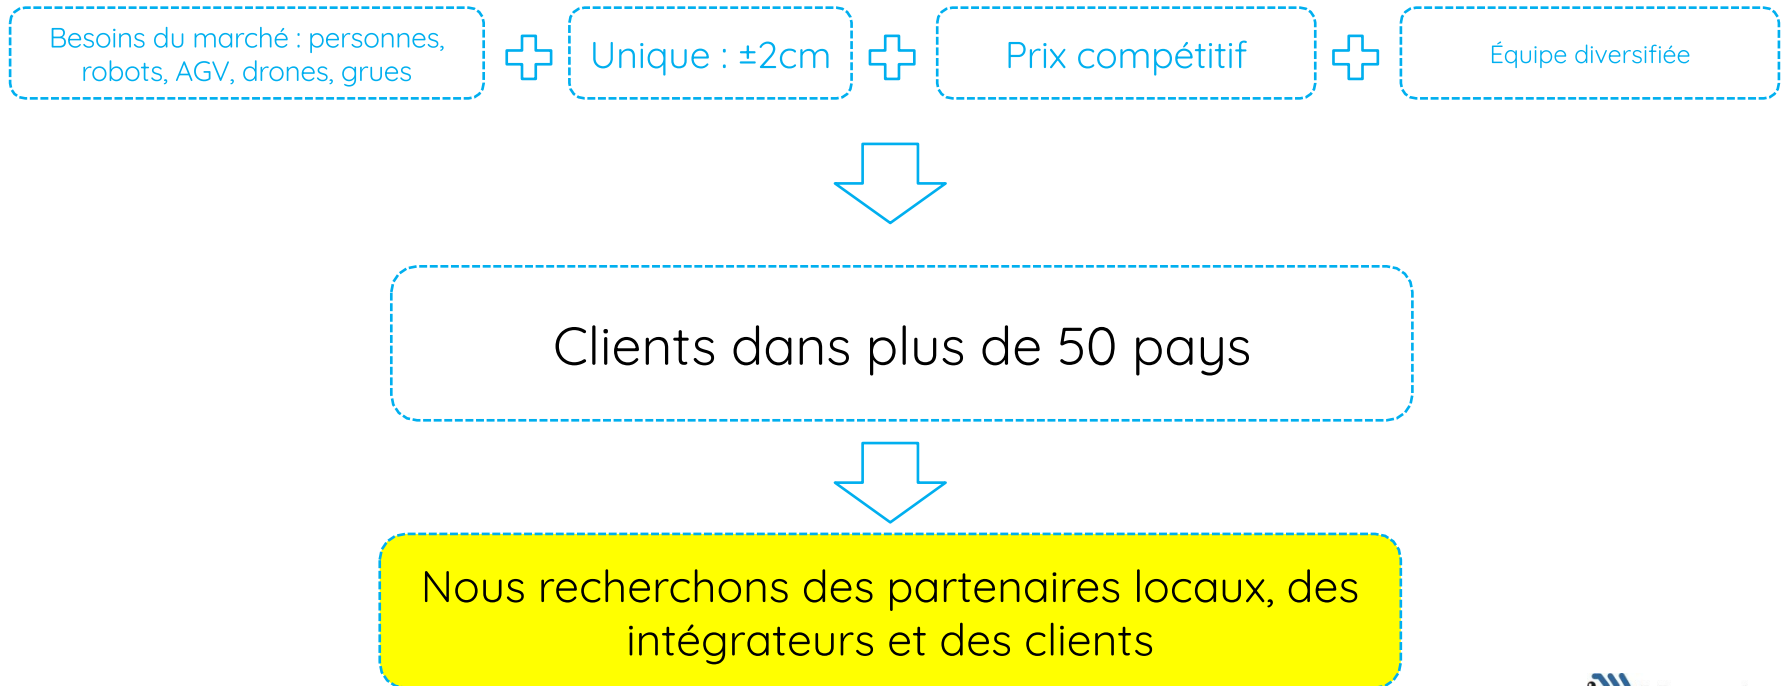 Besoins du marché : personnes,
robots, AGV, drones, grues
Unique : ±2cm
Prix compétitif
Équipe diversifiée
Clients dans plus de 50 pays
Nous recherchons des partenaires locaux, des
intégrateurs et des clients